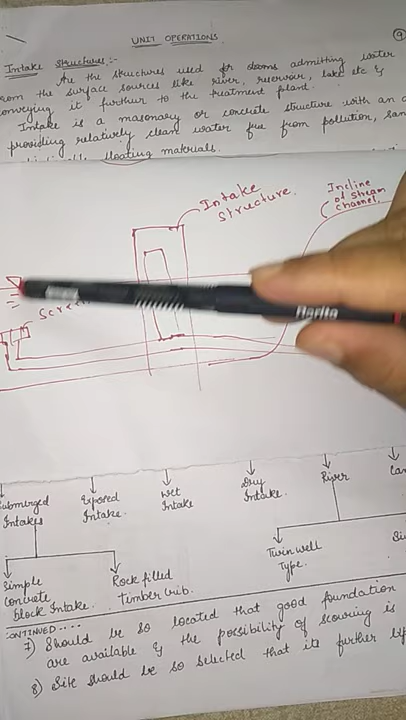 UNIT OPERATIONS
9
Intake Structures:-
Are the structures used for admitting water
from the surface sources like river, reservoir, lake etc &
conveying it further to the treatment plant.
Intake is a masonary or concrete structure with an
providing relatively clean water free from pollution, san
floating materials.
Intake
Structure.
Incline
of stream
channel.
Submerged
Intakes
Exposed
Intake.
Wet
Intake
Dry
Intake.
River
Can
Simple
concrete
block Intake.
Rock filled
Timber crib.
Twin well
Type.
CONTINUED....
7) Should be so located that good foundation
are available & the possibility of scouring is
8) Site should be so selected that its further